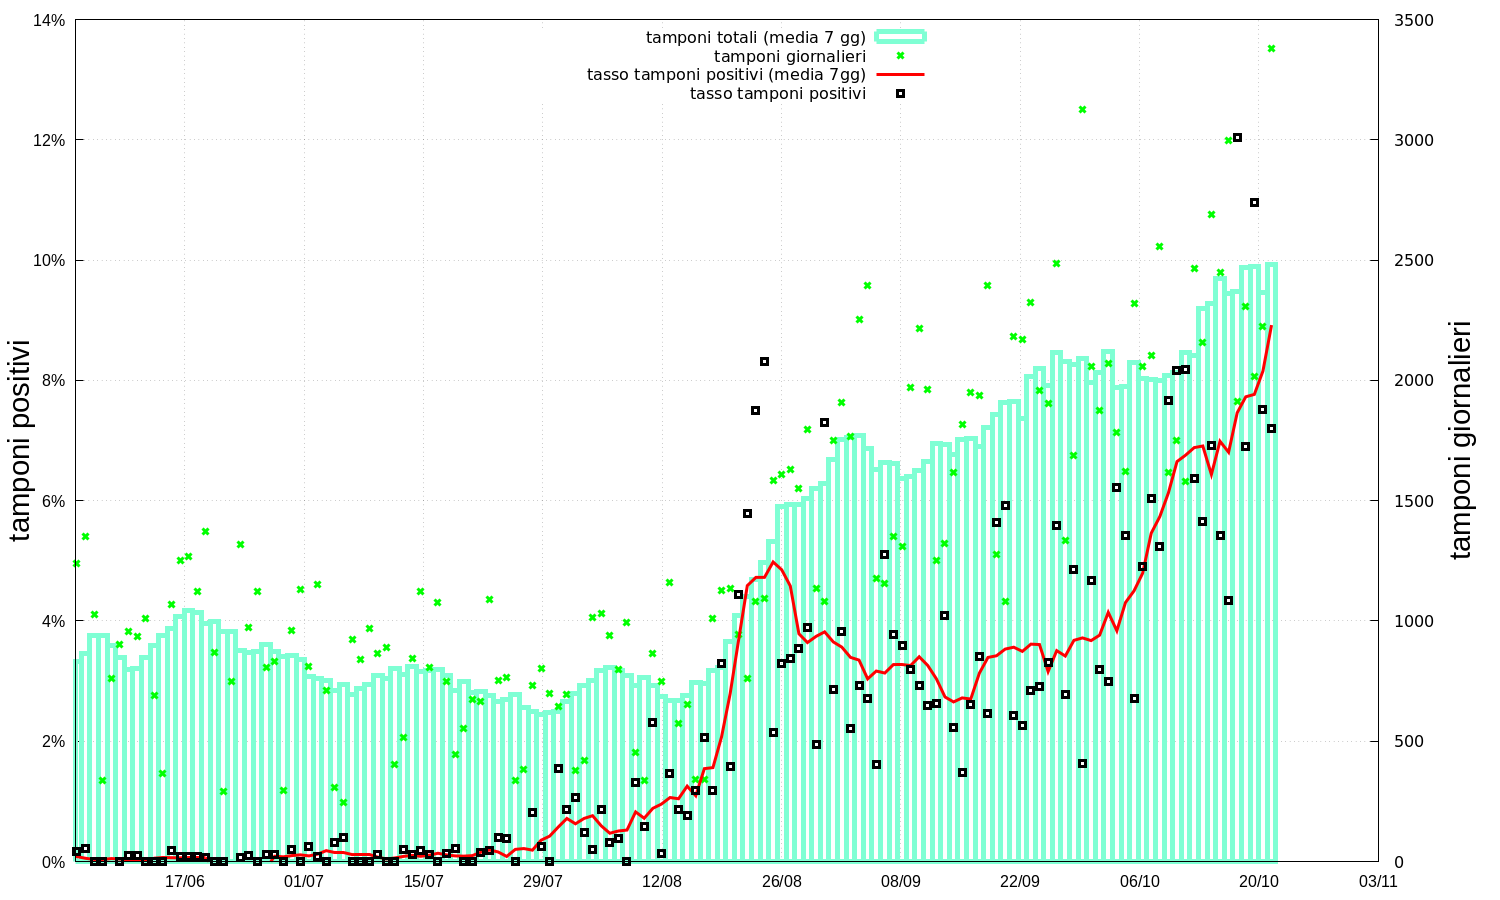 14%
3500
tamponi totali (media 7 gg)
tamponi giornalieri
tasso tamponi positivi (media 7gg)
tasso tamponi positivi
12%
3000
10%
2500
8%
2000
6%
1500
4%
1000
2%
500
0%
0
tamponi positivi
tamponi giornalieri
17/06 01/07 15/07 29/07 12/08 26/08 08/09 22/09 06/10 20/10 03/11